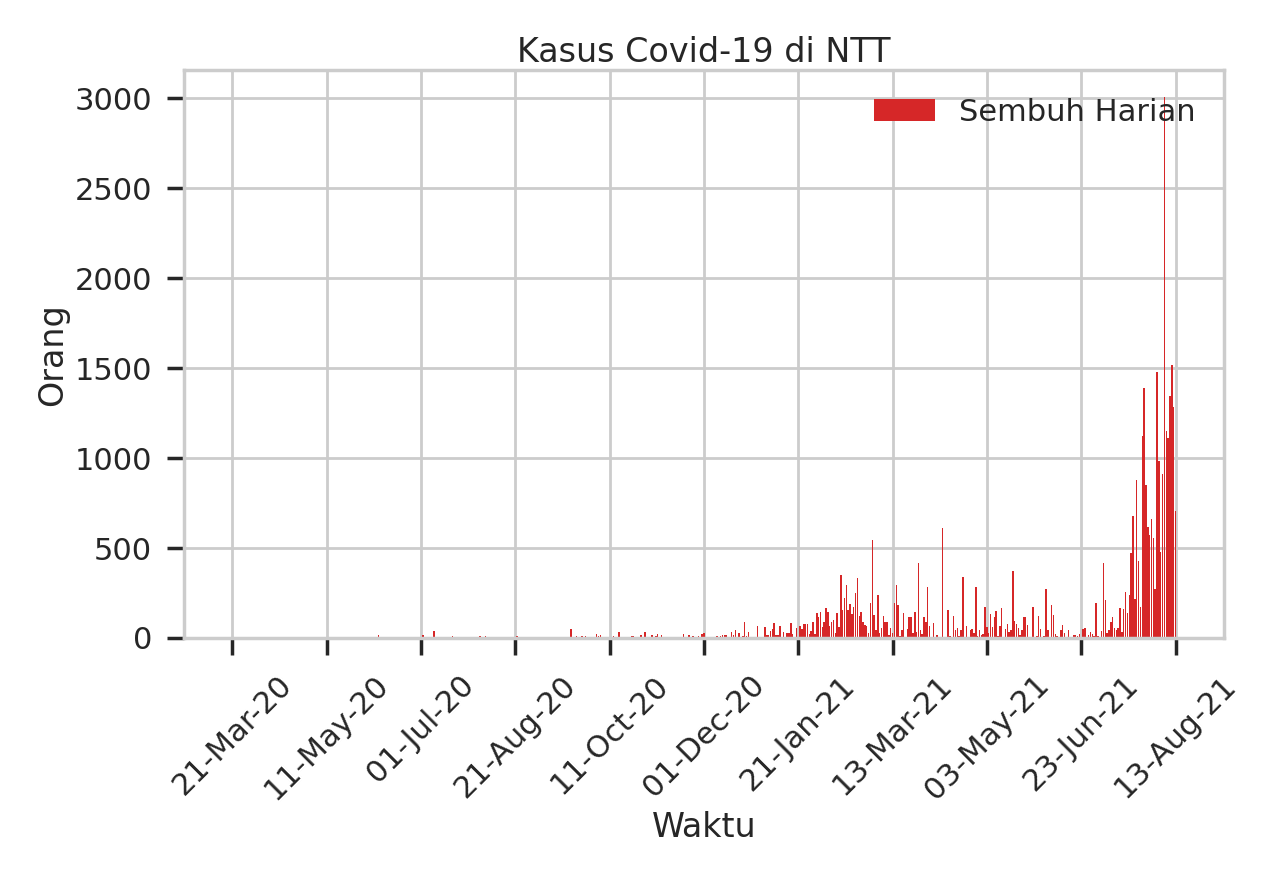 Kasus Covid-19 di NTT
Sembuh Harian
Orang
3000
2500
2000
1500
1000
500
0
21-Mar-20
11-May-20
01-Jul-20
21-Aug-20
11-Oct-20
01-Dec-20
21-Jan-21
13-Mar-21
03-May-21
23-Jun-21
13-Aug-21
Waktu